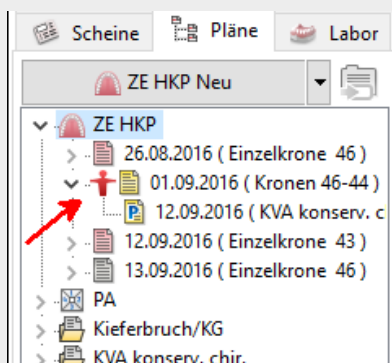 Scheine Pläne Labor
ZE HKP Neu
ZE HKP
26.08.2016 ( Einzelkrone 46 )
01.09.2016 ( Kronen 46-44 )
P 12.09.2016 ( KVA konserv. c
12.09.2016 ( Einzelkrone 43 )
13.09.2016 ( Einzelkrone 46 )
PA
Kieferbruch/KG
KVA konserv. chir.